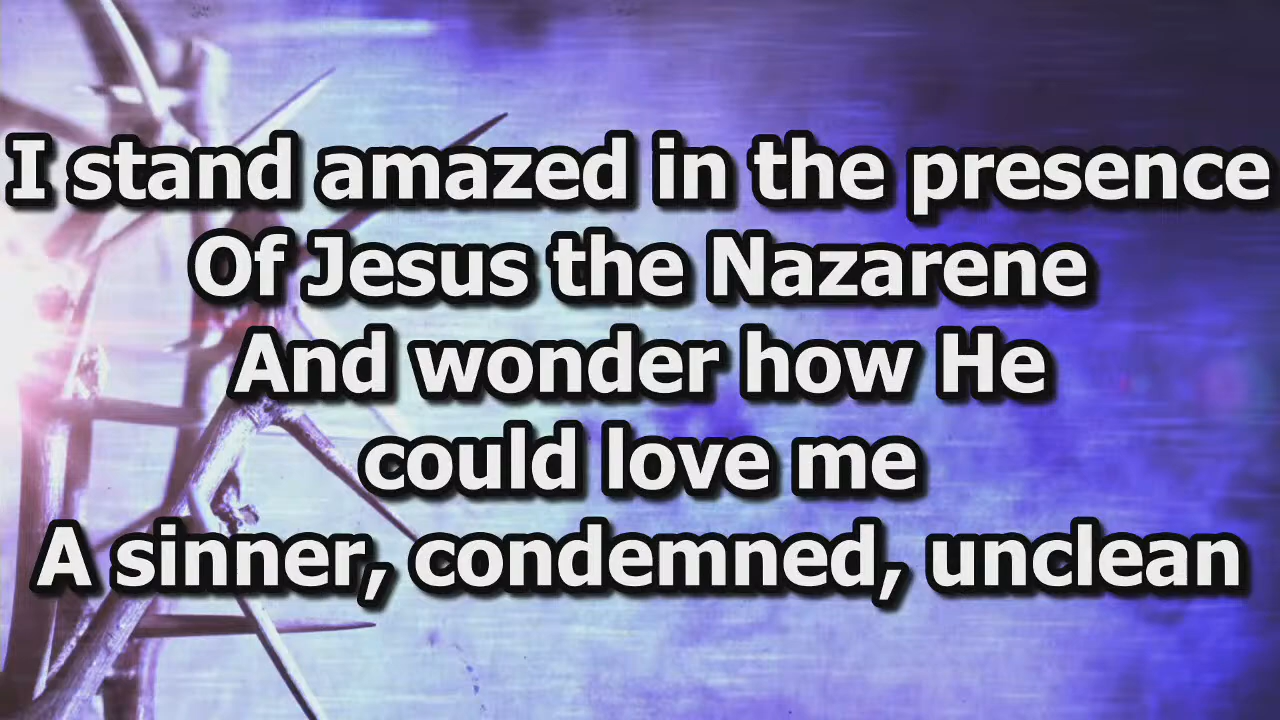 I stand amazed in the presence
Of Jesus the Nazarene
And wonder how He
could love me
A sinner, condemned, unclean